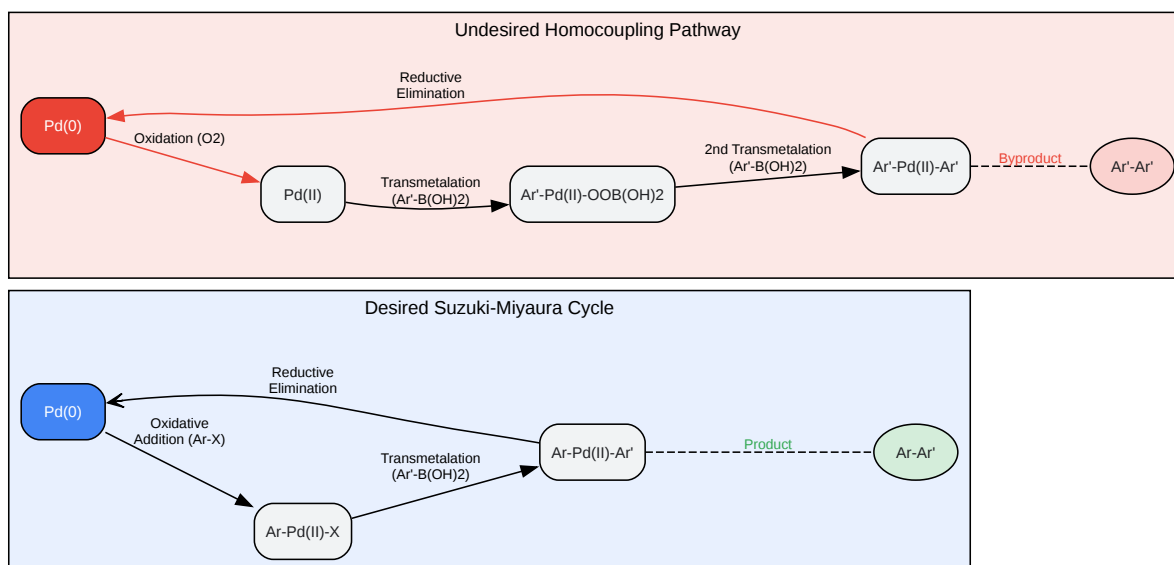 Undesired Homocoupling Pathway
Reductive
Elimination
Pd(0)
Oxidation (O2)
2nd Transmetalation
(Ar'-B(OH)2)
Ar'-Pd(II)-Ar'
Byproduct
Ar'-Ar'
Pd(II)
Transmetalation
(Ar'-B(OH)2)
Ar'-Pd(II)-OOB(OH)2
Desired Suzuki-Miyaura Cycle
Reductive
Elimination
Pd(0)
Oxidative
Addition (Ar-X)
Transmetalation
(Ar'-B(OH)2)
Ar-Pd(II)-Ar'
Product
Ar-Ar'
Ar-Pd(II)-X